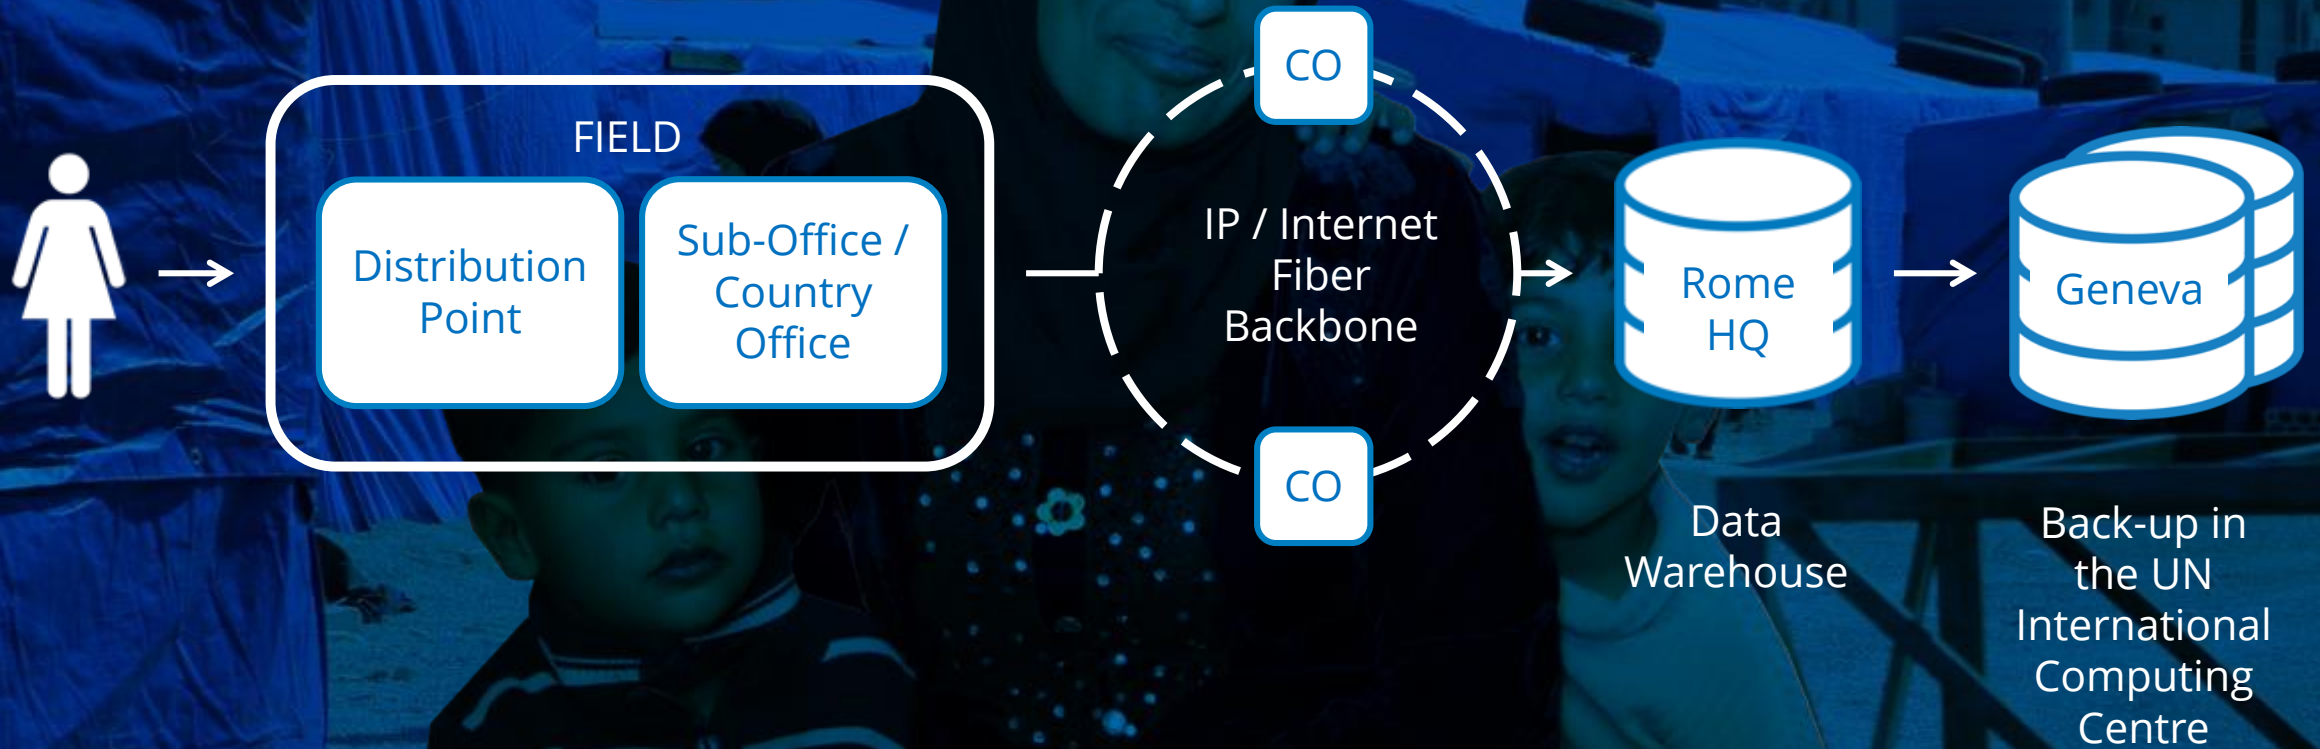 FIELD
Distribution
Point
Sub-Office /
Country
Office
CO
IP / Internet
Fiber
Backbone
CO
Rome
HQ
Data
Warehouse
Geneva
Back-up in
the UN
International
Computing
Centre